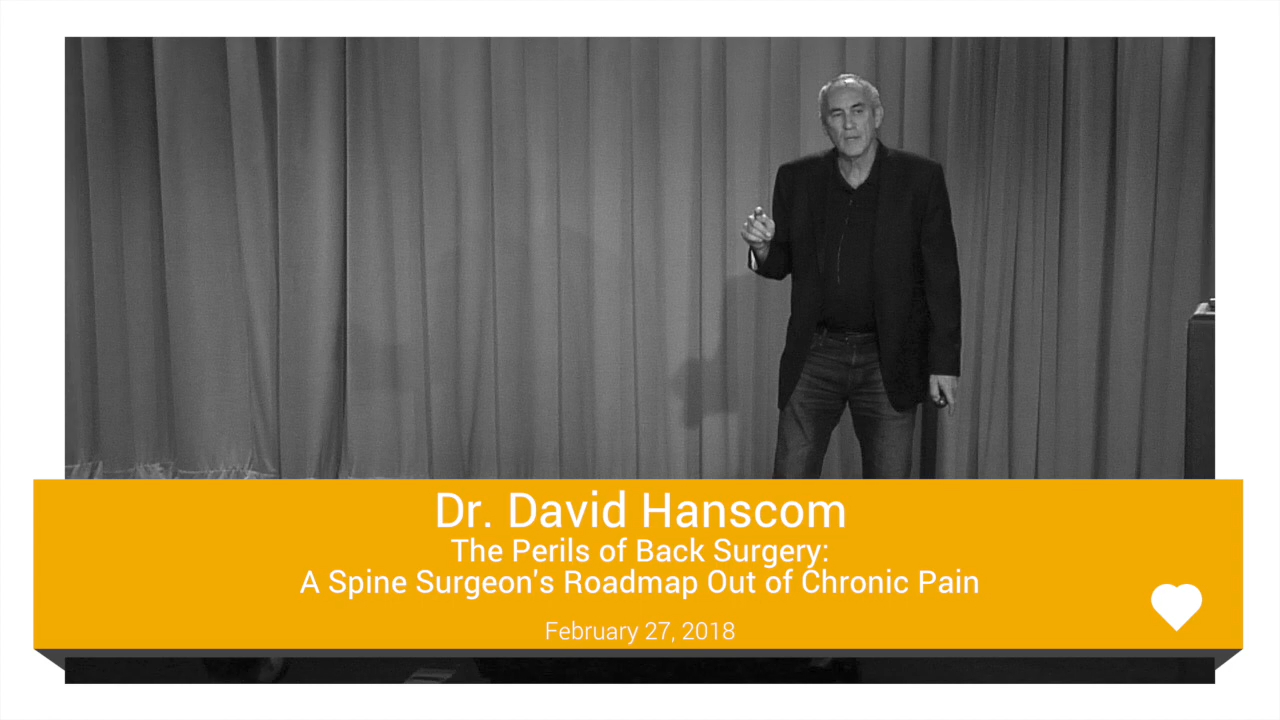 Dr. David Hanscom
The Perils of Back Surgery:
A Spine Surgeon's Roadmap Out of Chronic Pain
February 27, 2018